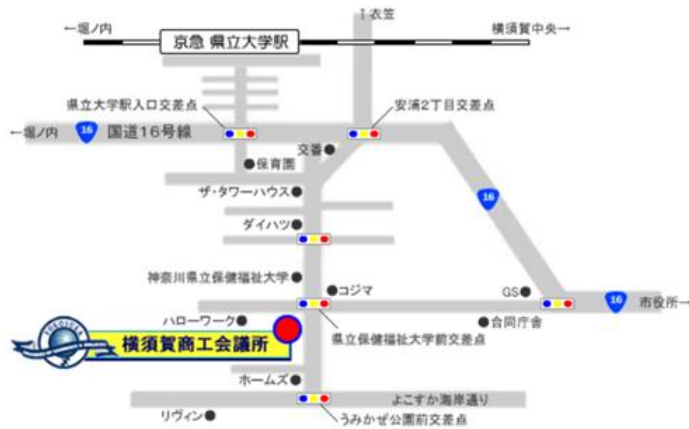 ↑衣笠
←堀ノ内
横須賀中央→
京急 県立大学駅
県立大学駅入口交差点
安浦2丁目交差点
←堀ノ内
16
国道16号線
交番
保育園
ザ・タワーハウス
16
ダイハツ
神奈川県立保健福祉大学
コジマ
GS
16
市役所→
ハローワーク
合同庁舎
県立保健福祉大学前交差点
横須賀商工会議所
ホームズ
よこすか海岸通り
リヴィン
うみかぜ公園前交差点